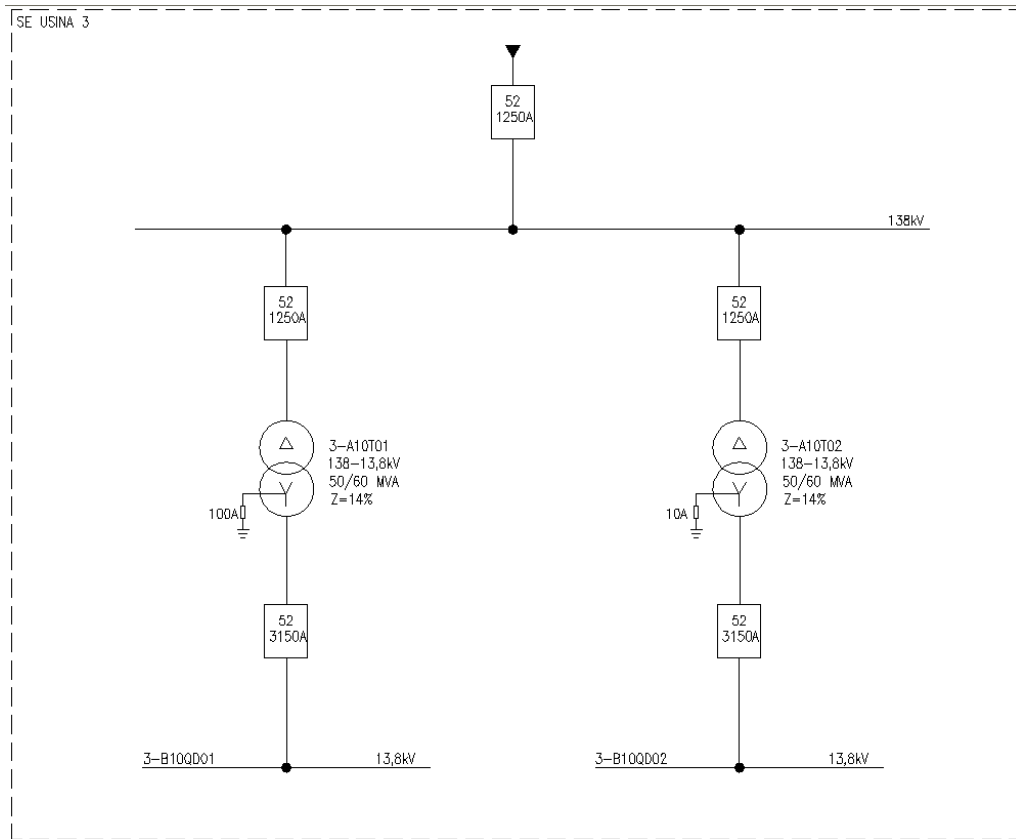 SE USINA 3
52
1250A
138kV
52
1250A
52
1250A
3-A10T01
138-13,8kV
50/60 MVA
Z=14%
100A
3-A10T02
138-13,8kV
50/60 MVA
Z=14%
10A
52
3150A
52
3150A
3-B10QD01
13,8kV
3-B10QD02
13,8kV